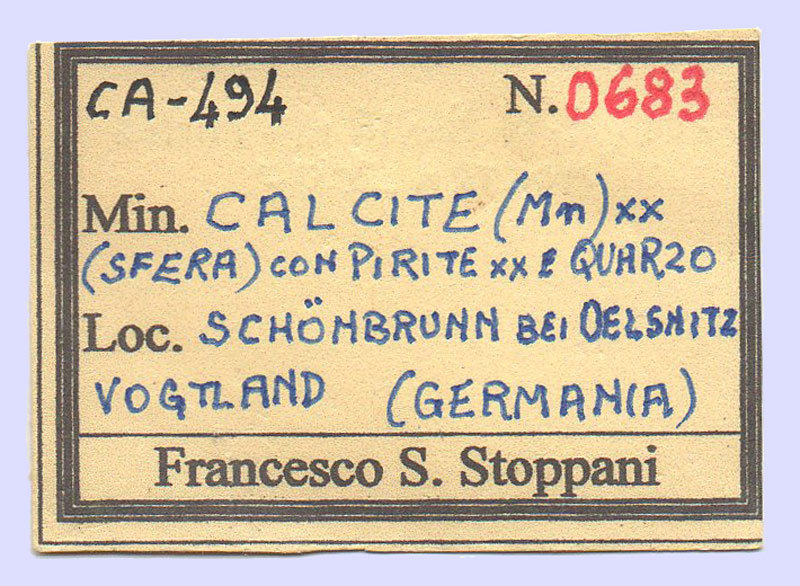 CA-494 N. 0683
Min. CALCITE (Mn) xx
(SFERA) CON PIRITE xx E QUARZO
Loc. SCHÖNBRUNN BEI OELSNITZ
VOGTLAND (GERMANIA)
Francesco S. Stoppani